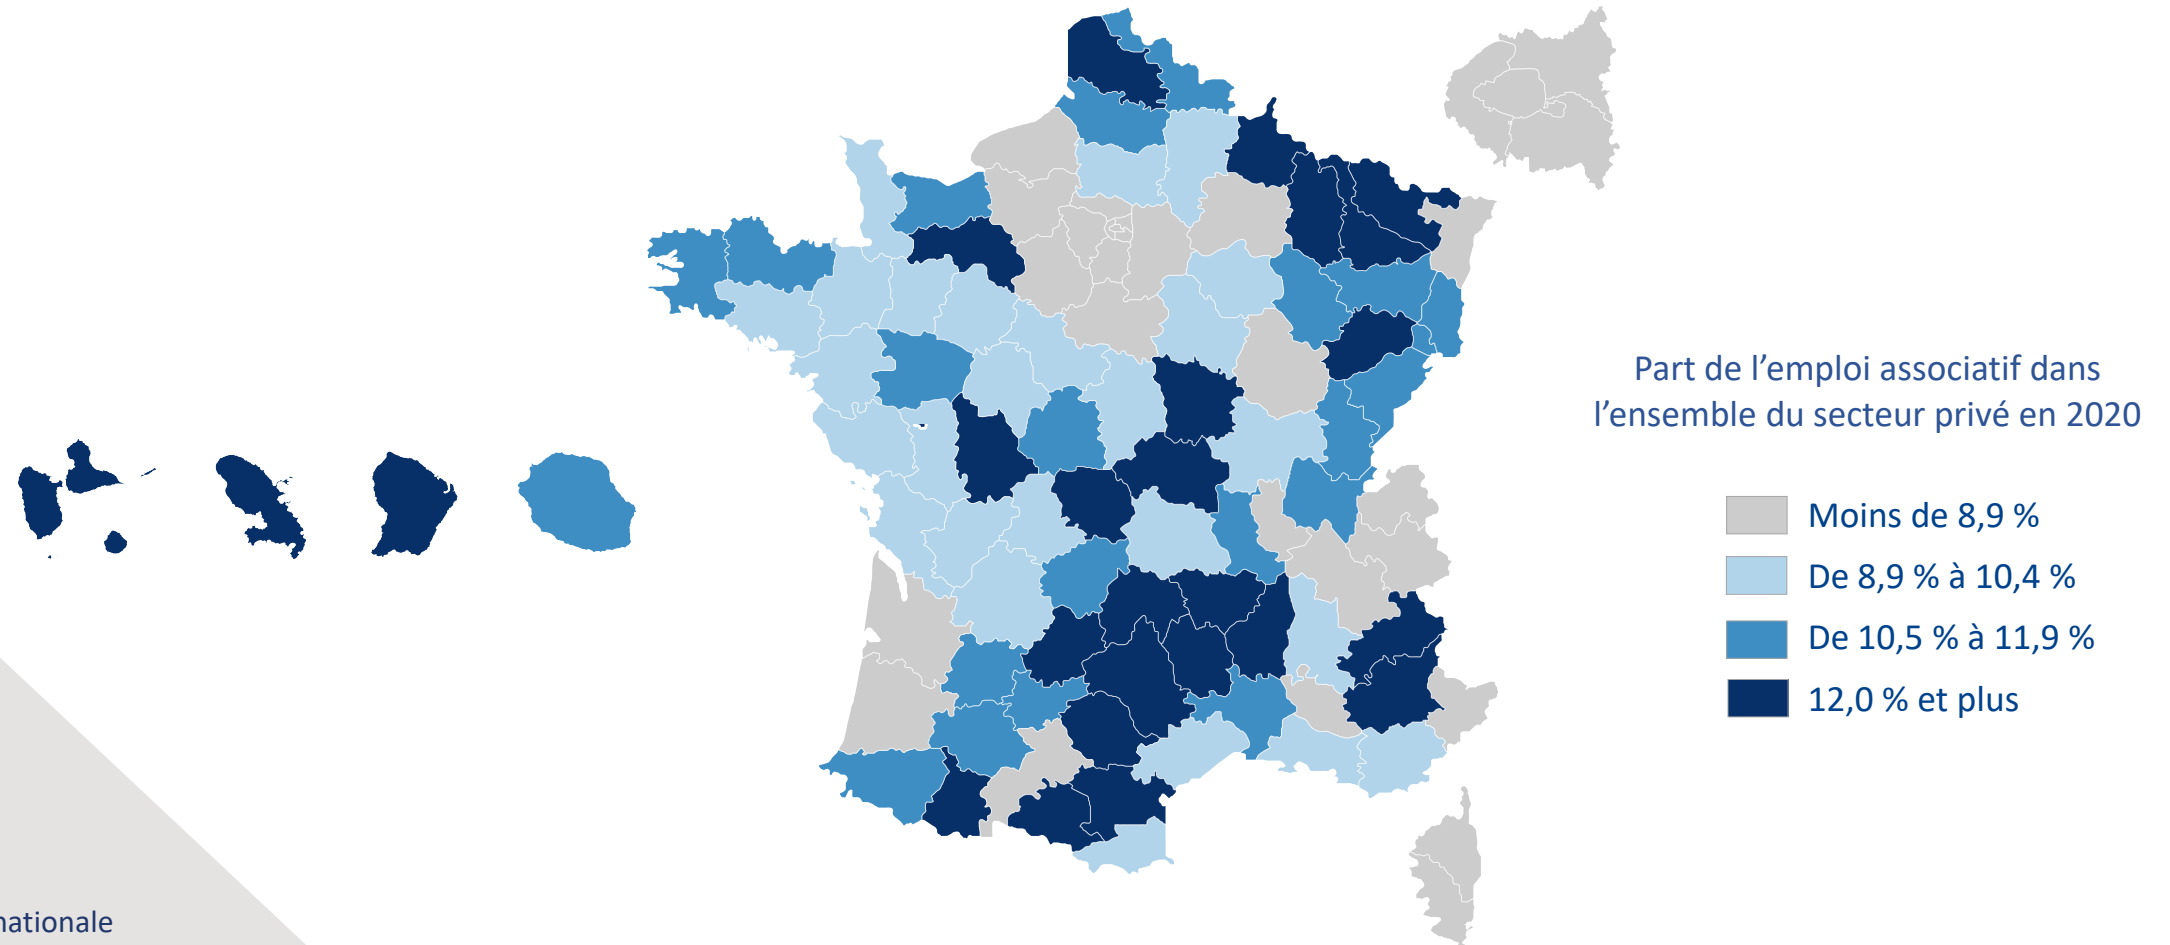 Part de l’emploi associatif dans
l’ensemble du secteur privé en 2020
Moins de 8,9 %
De 8,9 % à 10,4 %
De 10,5 % à 11,9 %
12,0 % et plus
nationale